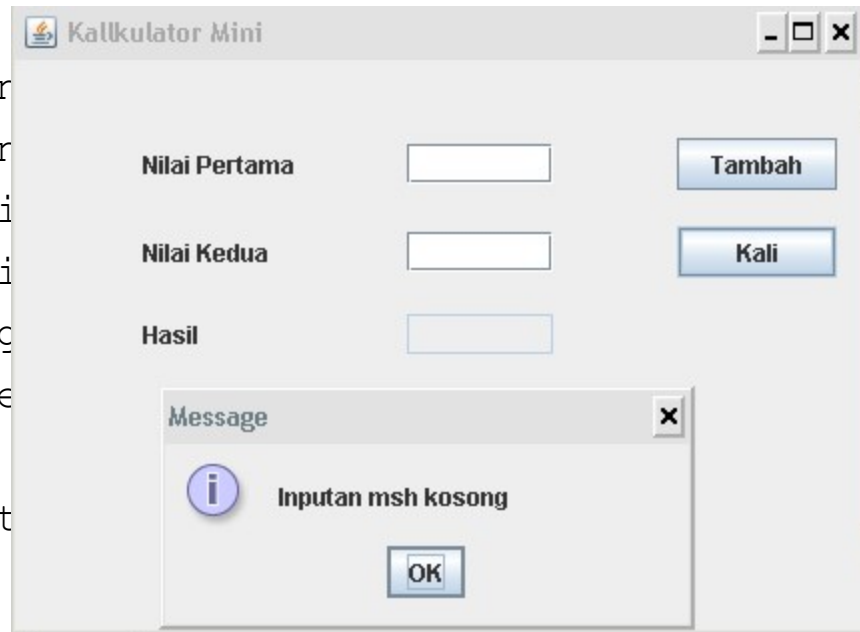 Kallkulator Mini
Nilai Pertama
Tambah
Nilai Kedua
Kali
Hasil
Message
Inputan msh kosong
OK